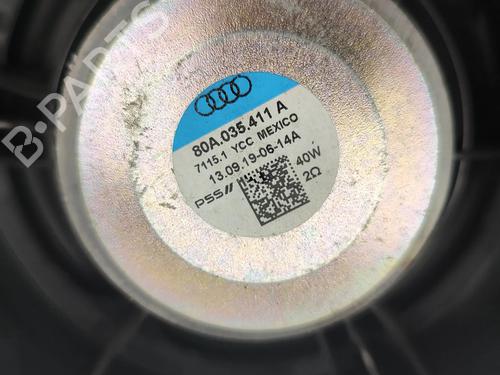 80A.035.411 A
7115.1 YCC MEXICO
13.09.19-06-14A
PSS
40W
2Ω
B-PARTS